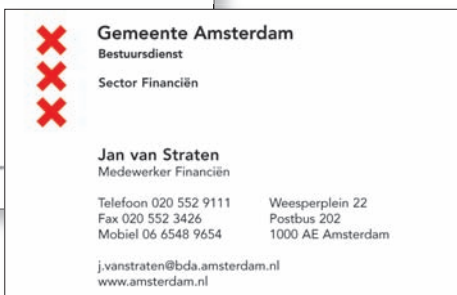 Gemeente Amsterdam
Bestuursdienst
Sector Financiën
Jan van Straten
Medewerker Financiën
Telefoon 020 552 9111
Fax 020 552 3426
Mobiel 06 6548 9654
Weesperplein 22
Postbus 202
1000 AE Amsterdam
j.vanstraten@bda.amsterdam.nl
www.amsterdam.nl